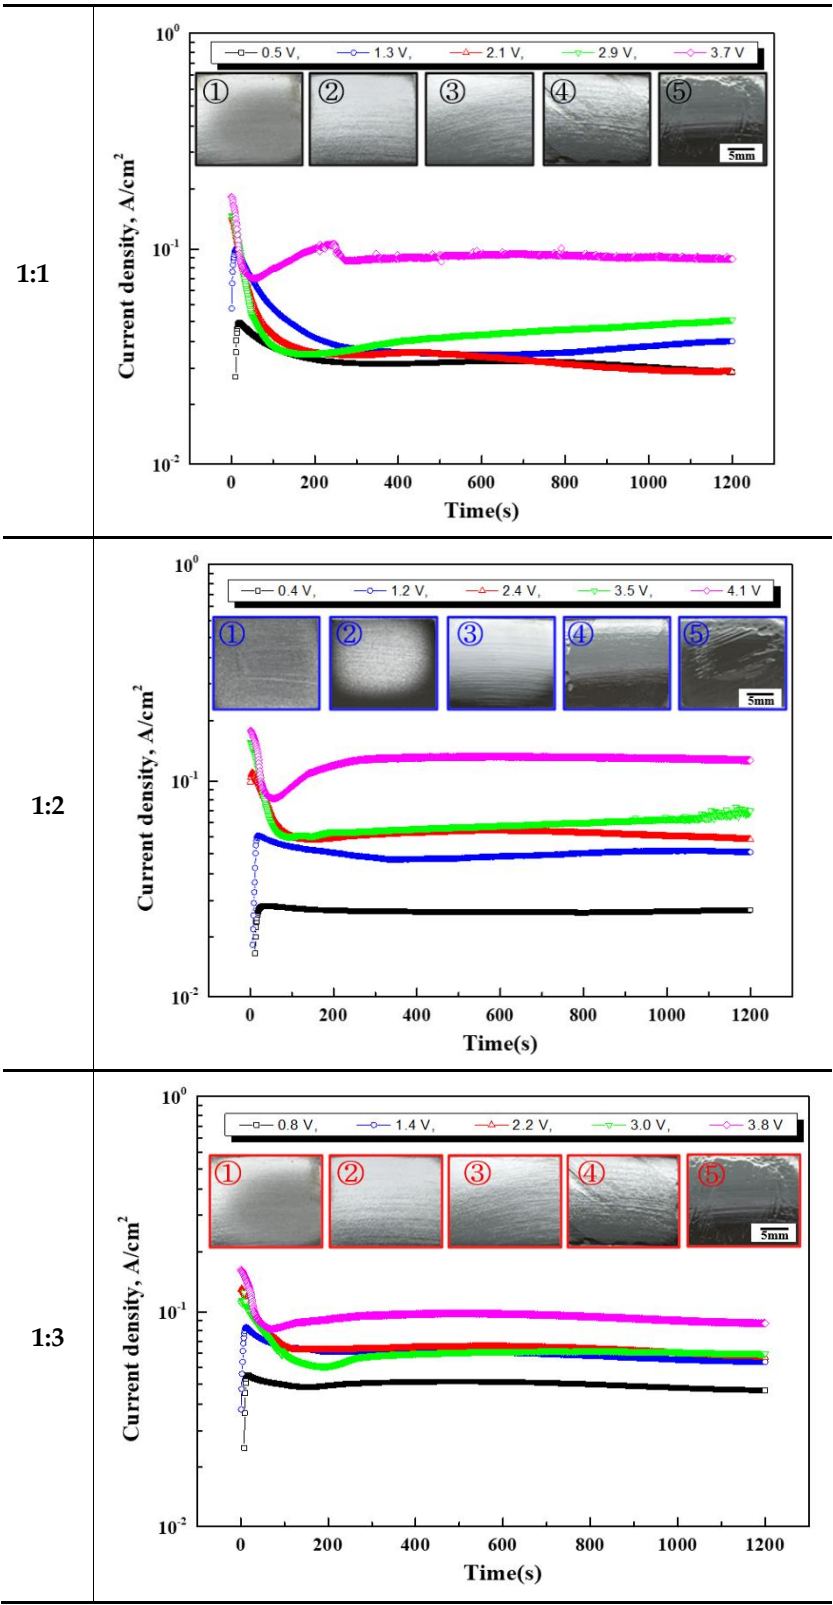 1:1
10⁰
0.5 V, 1.3 V, 2.1 V, 2.9 V, 3.7 V
① ② ③ ④ ⑤
5mm
Current density, A/cm²
10⁻¹
10⁻²
0 200 400 600 800 1000 1200
Time(s)
1:2
10⁰
0.4 V, 1.2 V, 2.4 V, 3.5 V, 4.1 V
① ② ③ ④ ⑤
5mm
Current density, A/cm²
10⁻¹
10⁻²
0 200 400 600 800 1000 1200
Time(s)
1:3
10⁰
0.8 V, 1.4 V, 2.2 V, 3.0 V, 3.8 V
① ② ③ ④ ⑤
5mm
Current density, A/cm²
10⁻¹
10⁻²
0 200 400 600 800 1000 1200
Time(s)